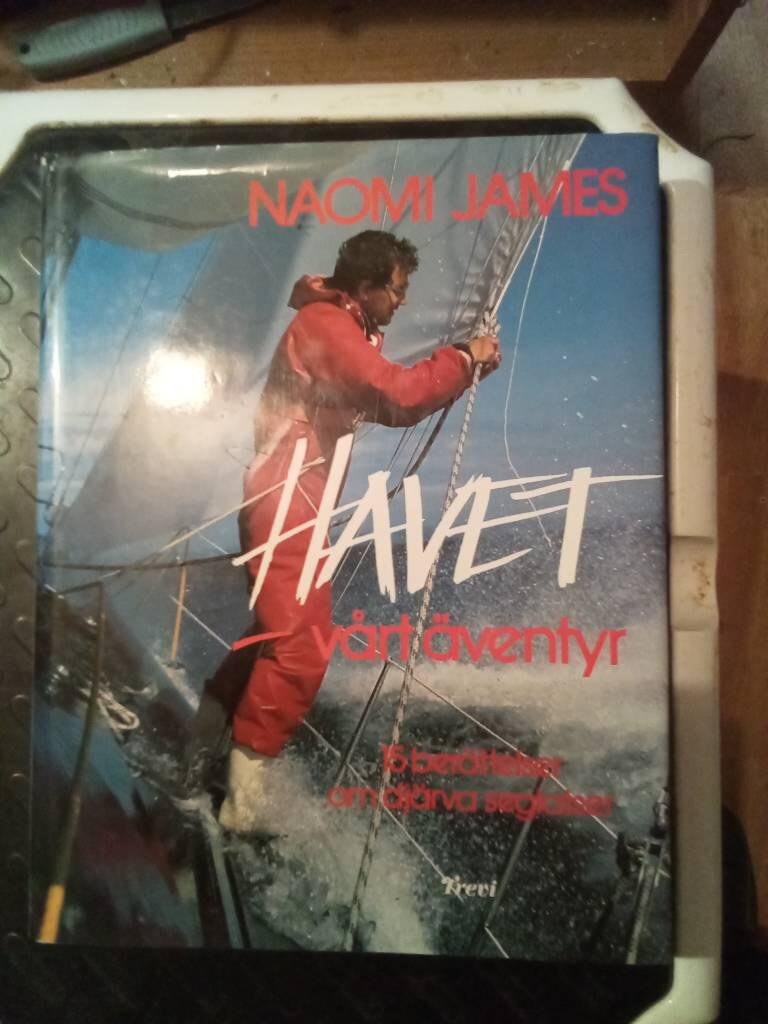 NAOMI JAMES
HAVET
– vårt äventyr
15 berättelser
om djärva seglatser
Trevi